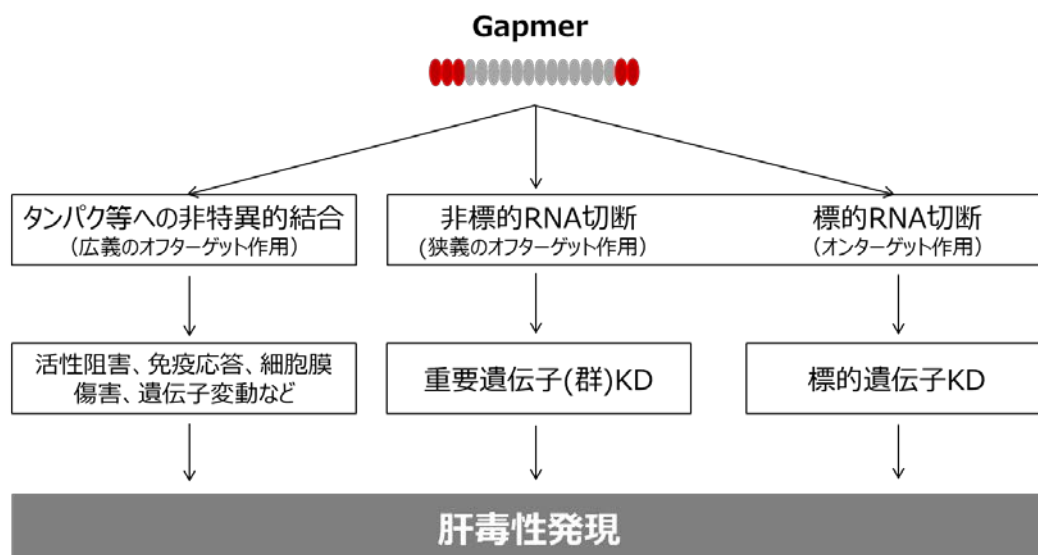 Gapmer
タンパク等への非特異的結合
（広義のオフターゲット作用）
非標的RNA切断
(狭義のオフターゲット作用）
標的RNA切断
（オンターゲット作用）
活性阻害、免疫応答、細胞膜
傷害、遺伝子変動など
重要遺伝子(群)KD
標的遺伝子KD
肝毒性発現